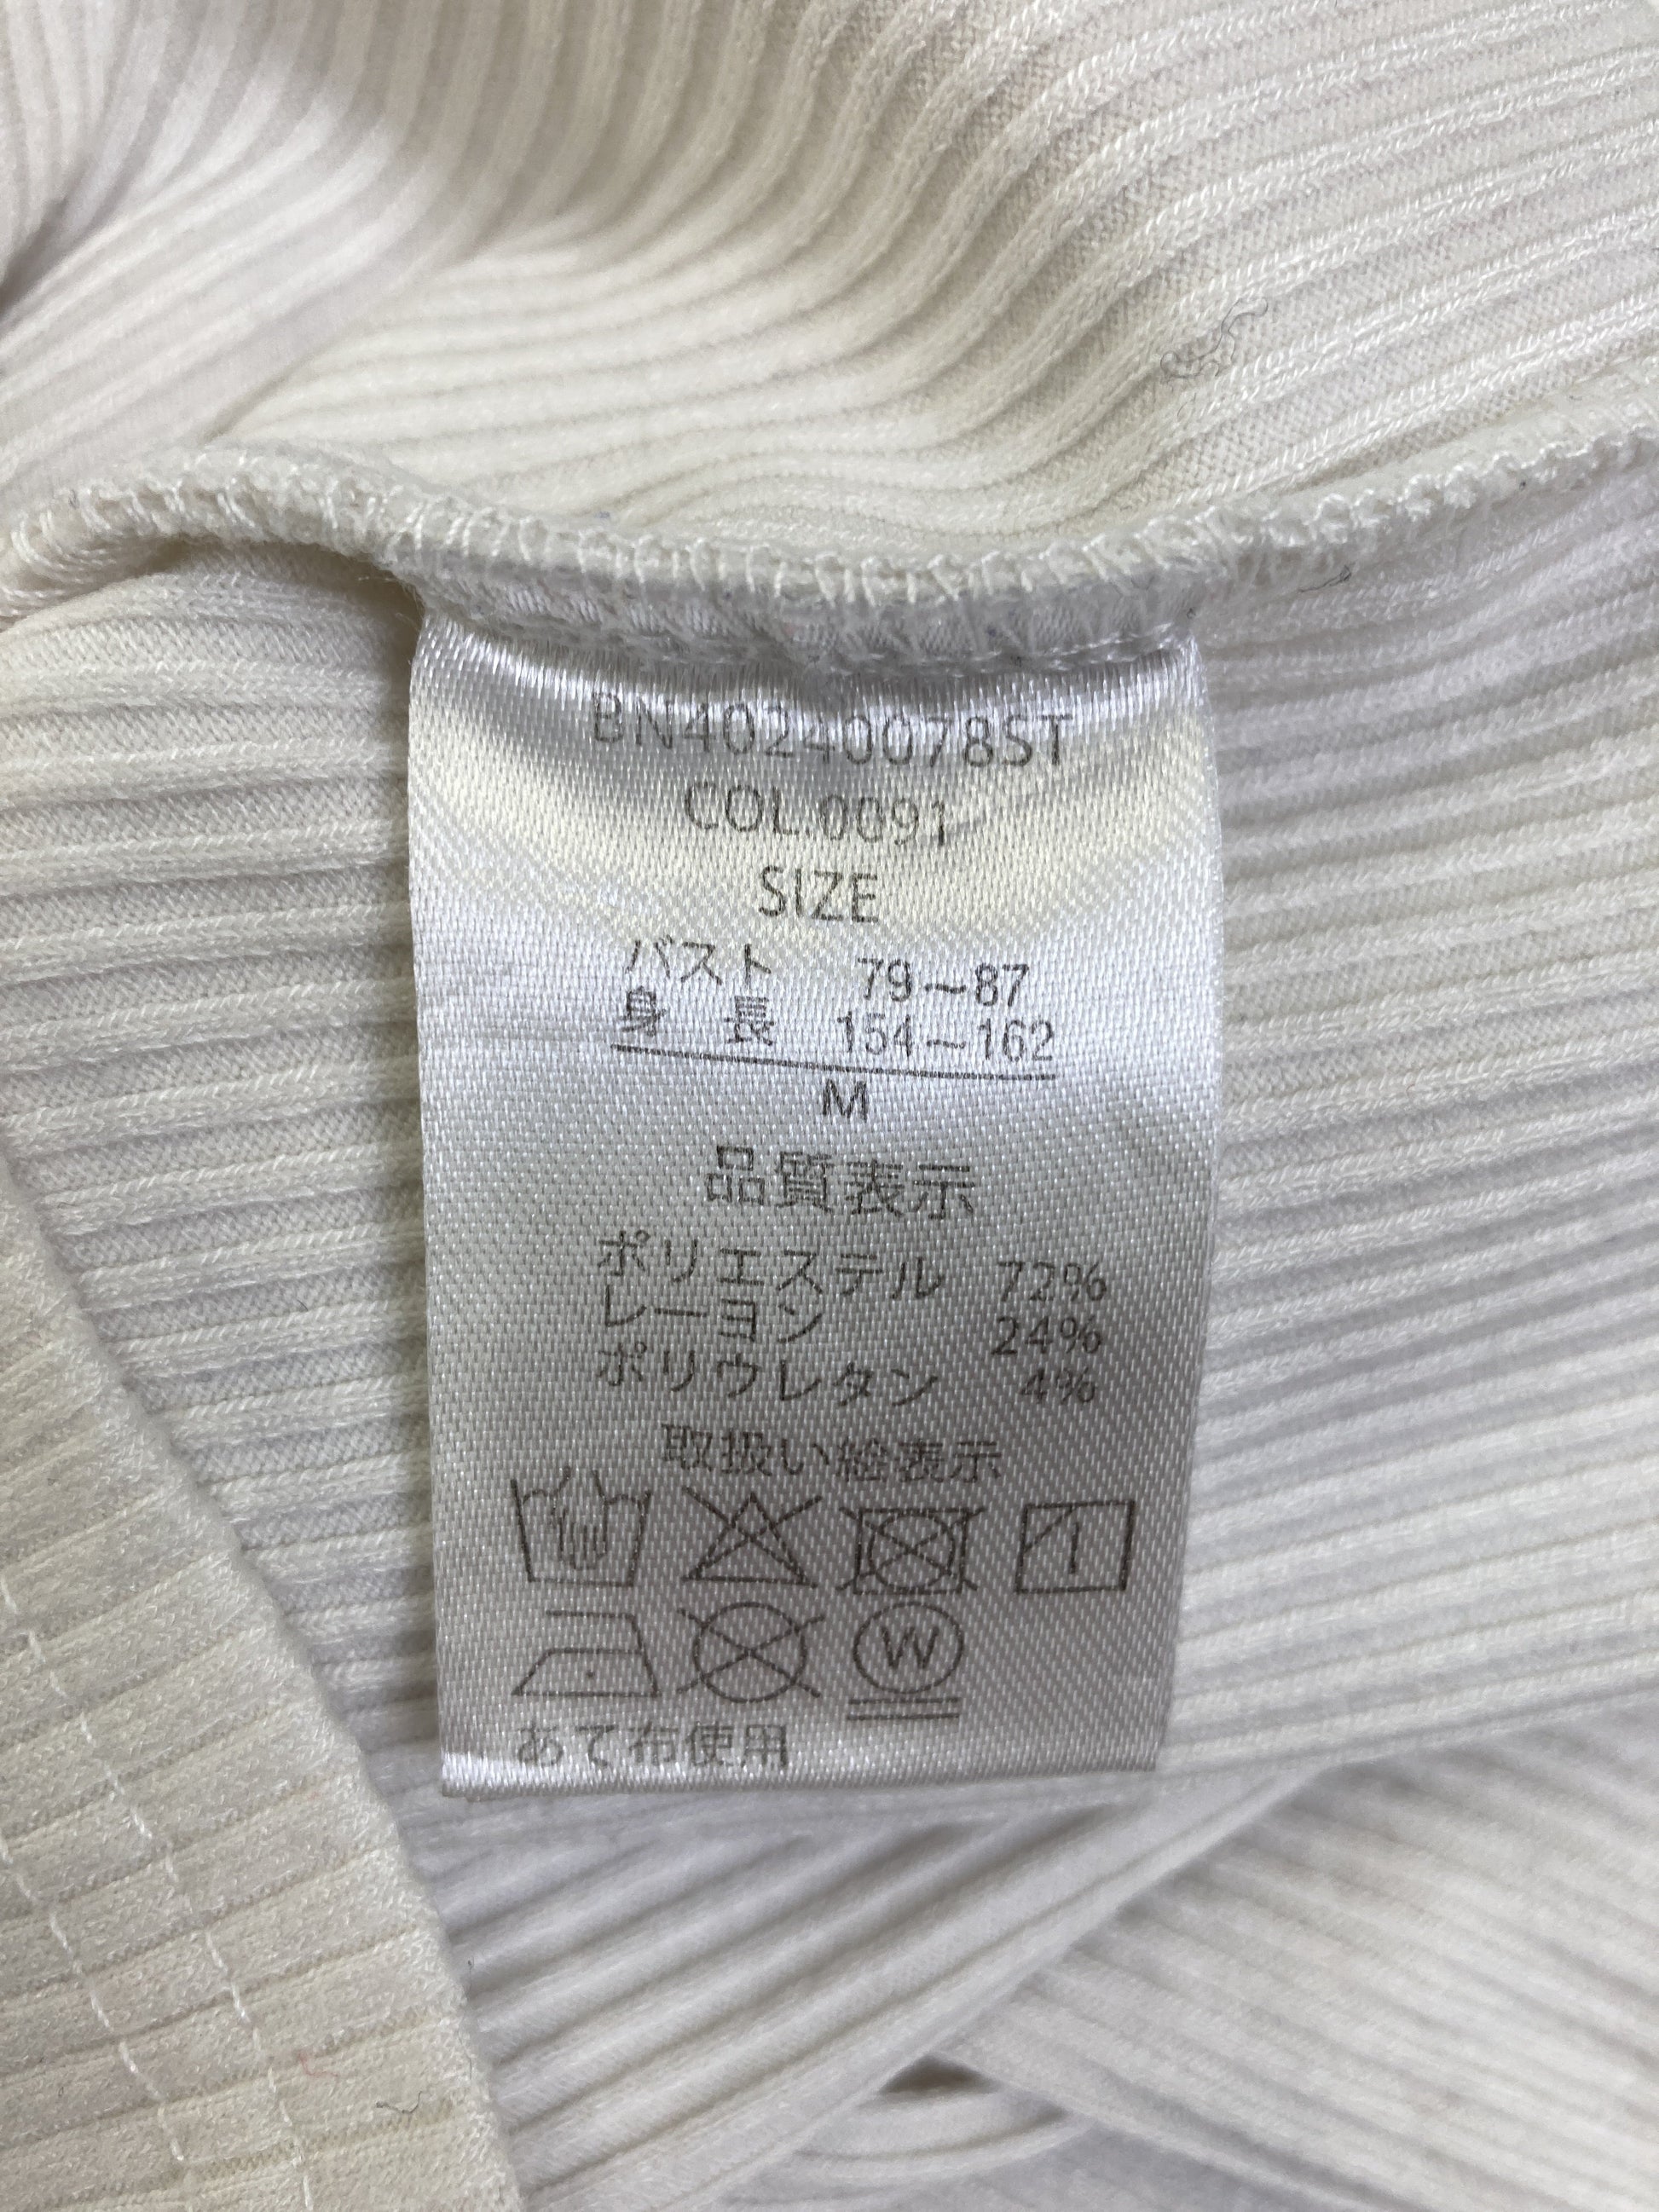 BN40240078ST
COL.0091
SIZE
バスト 79~87
身長 154~162
M
品質表示
ポリエステル 72%
レーヨン 24%
ポリウレタン 4%
取扱い絵表示
W
あて布使用